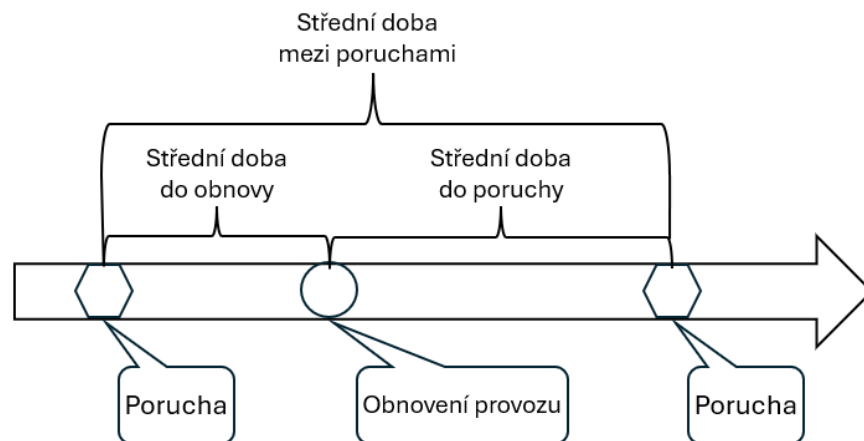 Střední doba
mezi poruchami
Střední doba
do obnovy
Střední doba
do poruchy
Porucha
Obnovení provozu
Porucha